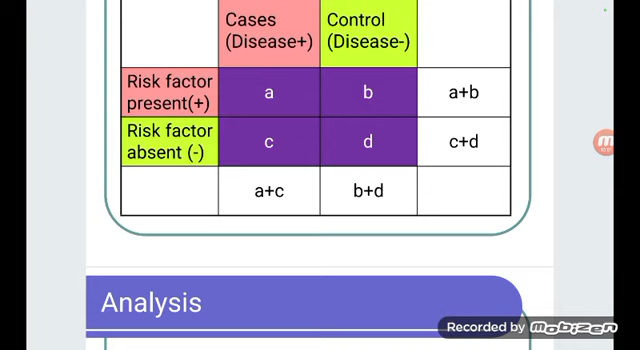 Cases
(Disease+)
Control
(Disease-)
Risk factor
present(+)
a
b
a+b
Risk factor
absent (-)
c
d
c+d
a+c
b+d
Analysis
Recorded by mobizen